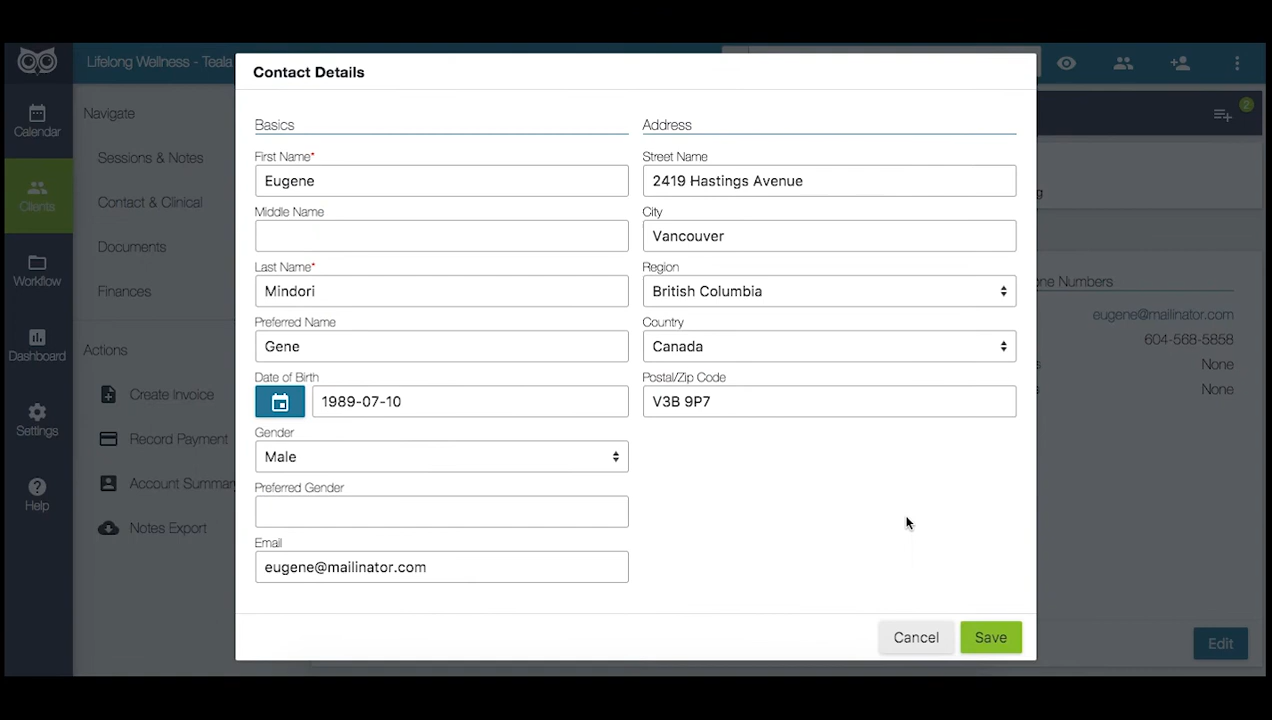 Lifelong Wellness - Teala
Calendar
Clients
Workflow
Dashboard
Settings
Help
Navigate
Sessions & Notes
Contact & Clinical
Documents
Finances
Actions
Create Invoice
Record Payment
Account Summar
Notes Export
Contact Details
Basics
First Name*
Eugene
Middle Name
Last Name*
Mindori
Preferred Name
Gene
Date of Birth
1989-07-10
Gender
Male
Preferred Gender
Email
eugene@mailinator.com
Address
Street Name
2419 Hastings Avenue
City
Vancouver
Region
British Columbia
Country
Canada
Postal/Zip Code
V3B 9P7
Cancel
Save
2
g
ne Numbers
eugene@mailinator.com
604-568-5858
s None
s None
Edit